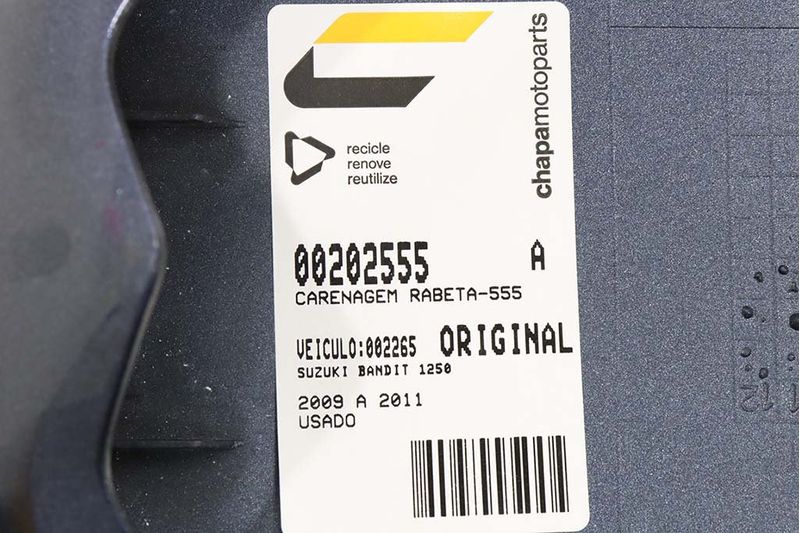 chapamotoparts
recicle
renove
reutilize
00202555 A
CARENAGEM RABETA-555
VEICULO:002265 ORIGINAL
SUZUKI BANDIT 1250
2009 A 2011
USADO